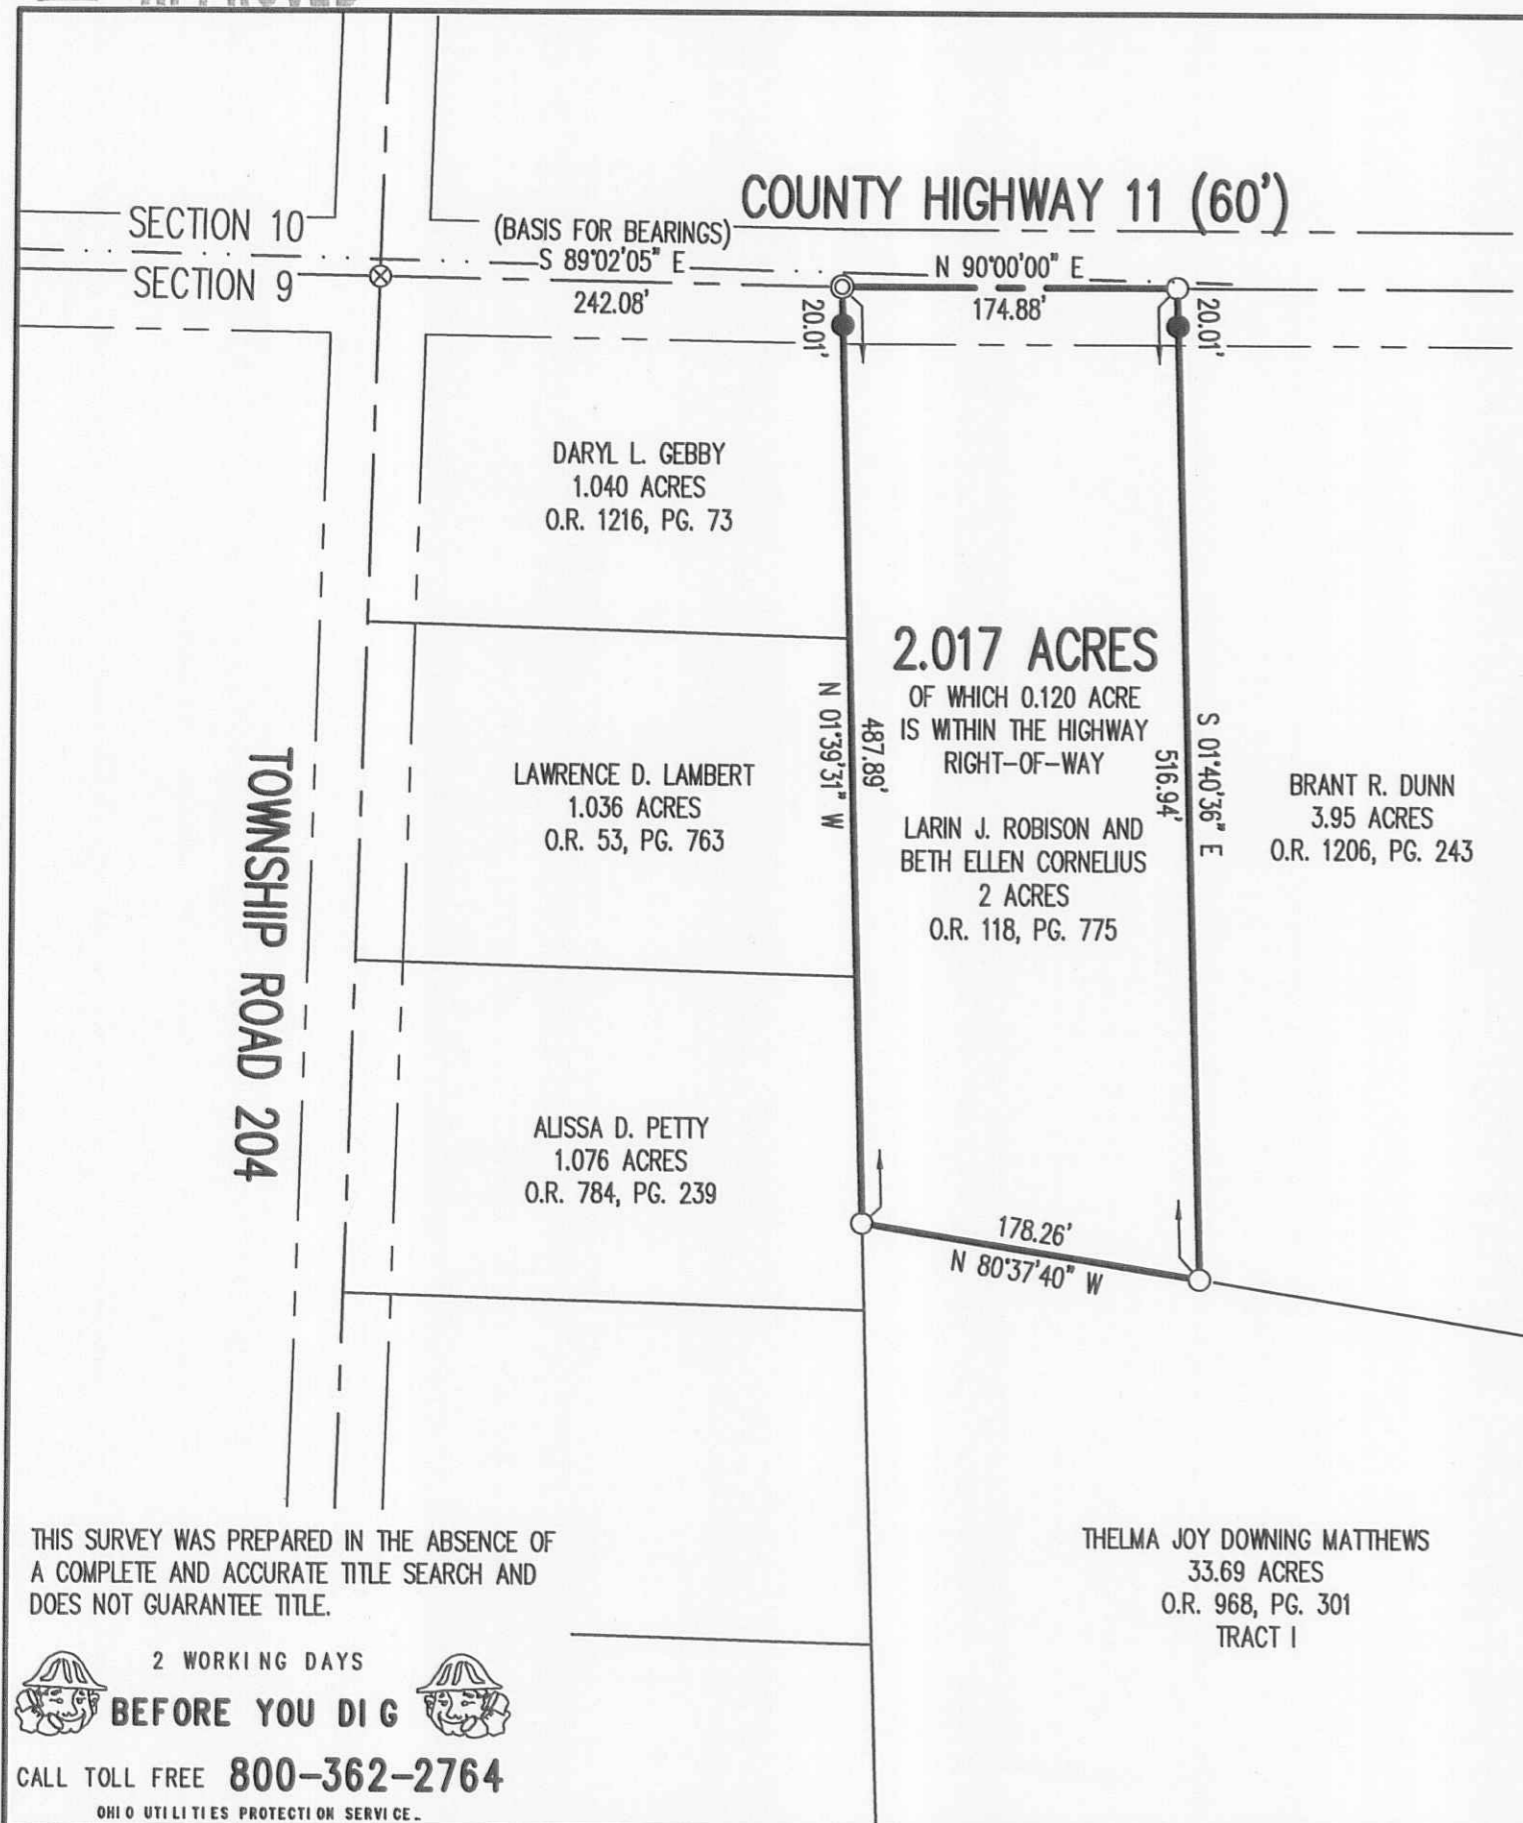 COUNTY HIGHWAY 11 (60')
SECTION 10
(BASIS FOR BEARINGS)
S 89°02'05" E
N 90°00'00" E
SECTION 9
242.08'
174.88'
20.01'
20.01'
DARYL L. GEBBY
1.040 ACRES
O.R. 1216, PG. 73
2.017 ACRES
OF WHICH 0.120 ACRE
IS WITHIN THE HIGHWAY
RIGHT-OF-WAY
N 01°39'31" W
487.89'
516.94'
S 01°40'36" E
TOWNSHIP ROAD 204
LAWRENCE D. LAMBERT
1.036 ACRES
O.R. 53, PG. 763
LARIN J. ROBISON AND
BETH ELLEN CORNELIUS
2 ACRES
O.R. 118, PG. 775
BRANT R. DUNN
3.95 ACRES
O.R. 1206, PG. 243
ALISSA D. PETTY
1.076 ACRES
O.R. 784, PG. 239
178.26'
N 80°37'40" W
THIS SURVEY WAS PREPARED IN THE ABSENCE OF
A COMPLETE AND ACCURATE TITLE SEARCH AND
DOES NOT GUARANTEE TITLE.
THELMA JOY DOWNING MATTHEWS
33.69 ACRES
O.R. 968, PG. 301
TRACT I
2 WORKING DAYS
BEFORE YOU DIG
CALL TOLL FREE 800-362-2764
OHIO UTILITIES PROTECTION SERVICE.